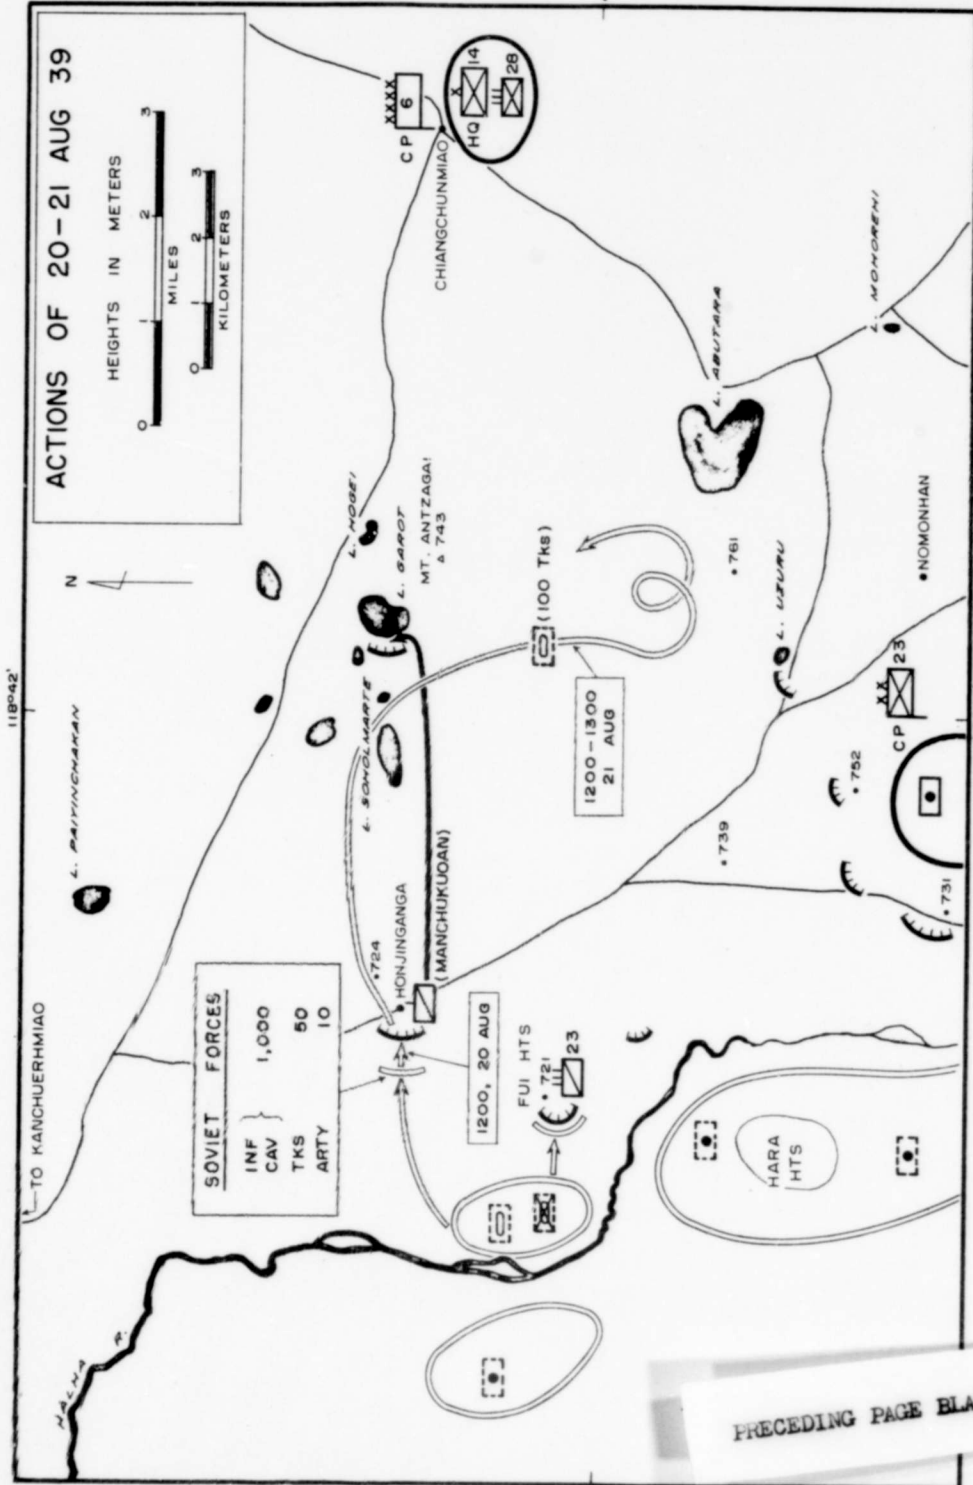 ACTIONS OF 20-21 AUG 39
HEIGHTS IN METERS
0 1 2 3
MILES
0 1 2 3
KILOMETERS
118°42'
N
TO KANCHUERHMIAO
L. PAIYINCHAKAN
HALHA R.
SOVIET FORCES
INF
CAV
1,000
TKS 50
ARTY 10
L. HOGEI
L. GAROT
MT. ANTZAGAI
743
L. SOHOLMARTE
XXXX
6
CP
CHIANGCHUNMIAO
HQ
X
14
III
28
724
HONJINGANGA
(MANCHUKUOAN)
1200, 20 AUG
FUI HTS
721
III
23
(100 TKS)
1200-1300
21 AUG
L. ABUTARA
761
L. UZURU
739
L. MOHOREHI
NOMONHAN
XX
23
CP
752
731
HARA
HTS
PRECEDING PAGE BLA